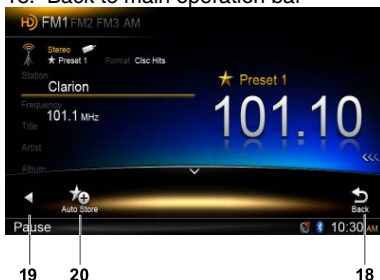 18. Back to main operation bar
HD FM1 FM2 FM3 AM
Stereo
★ Preset 1 Format Clsc Hits
Station
Clarion
★ Preset 1
Frequency
101.1 MHz
101.10
Title
Artist
Album
Auto Store
Back
Pause
10:30 AM
19 20 18